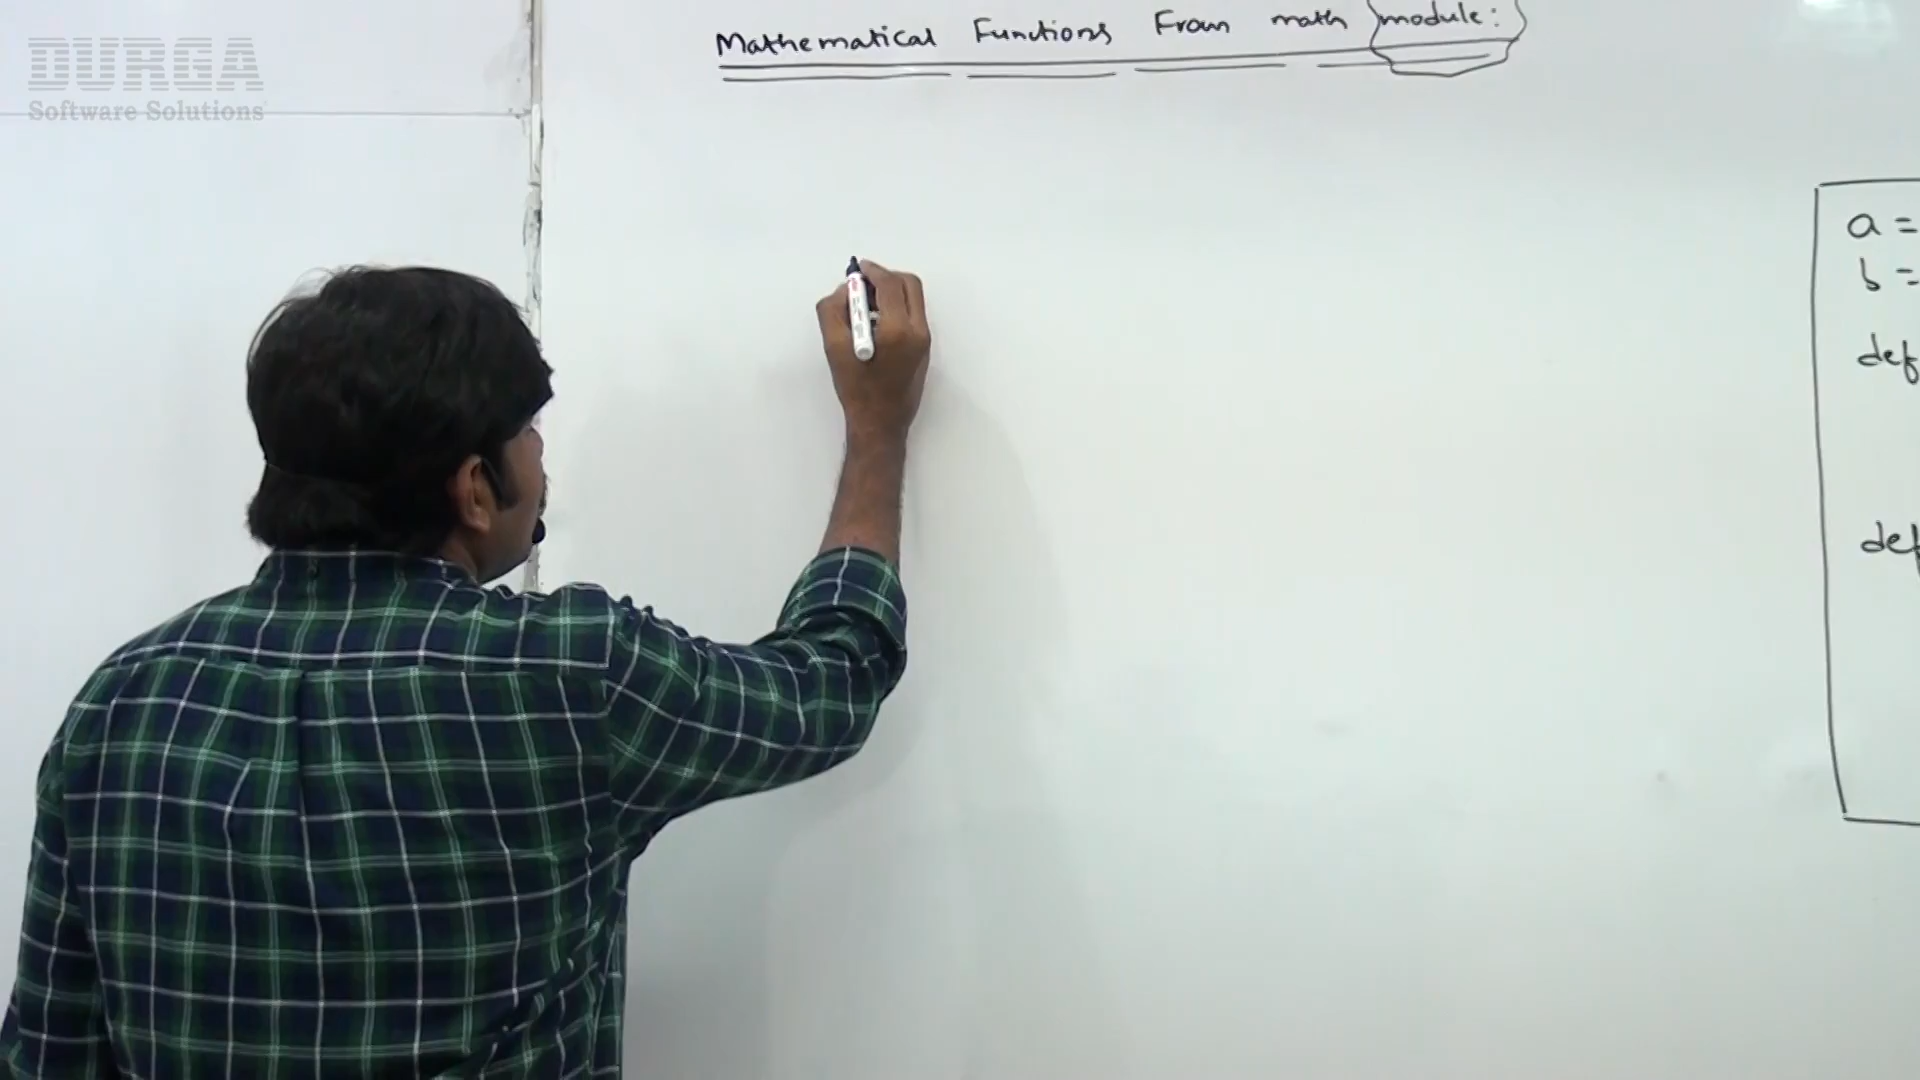 DURGA
Software Solutions
Mathematical Functions From math module:
a =
b =
def
def